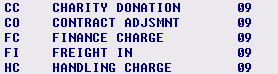 CC CHARITY DONATION 09
CO CONTRACT ADJSMNT 09
FC FINANCE CHARGE 09
FI FREIGHT IN 09
HC HANDLING CHARGE 09